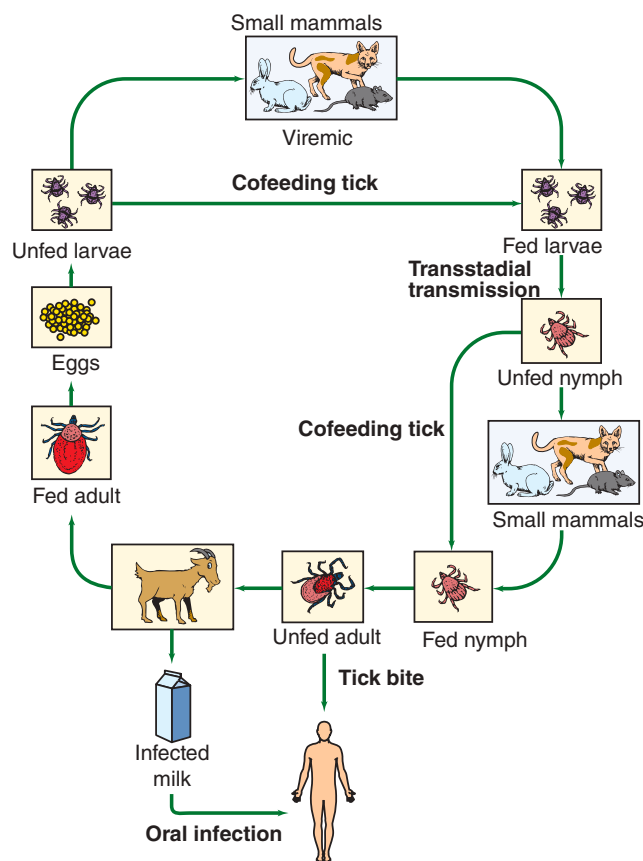 Small mammals
Viremic
Cofeeding tick
Unfed larvae
Fed larvae
Transstadial
transmission
Eggs
Unfed nymph
Cofeeding tick
Fed adult
Small mammals
Unfed adult
Fed nymph
Tick bite
Infected
milk
Oral infection